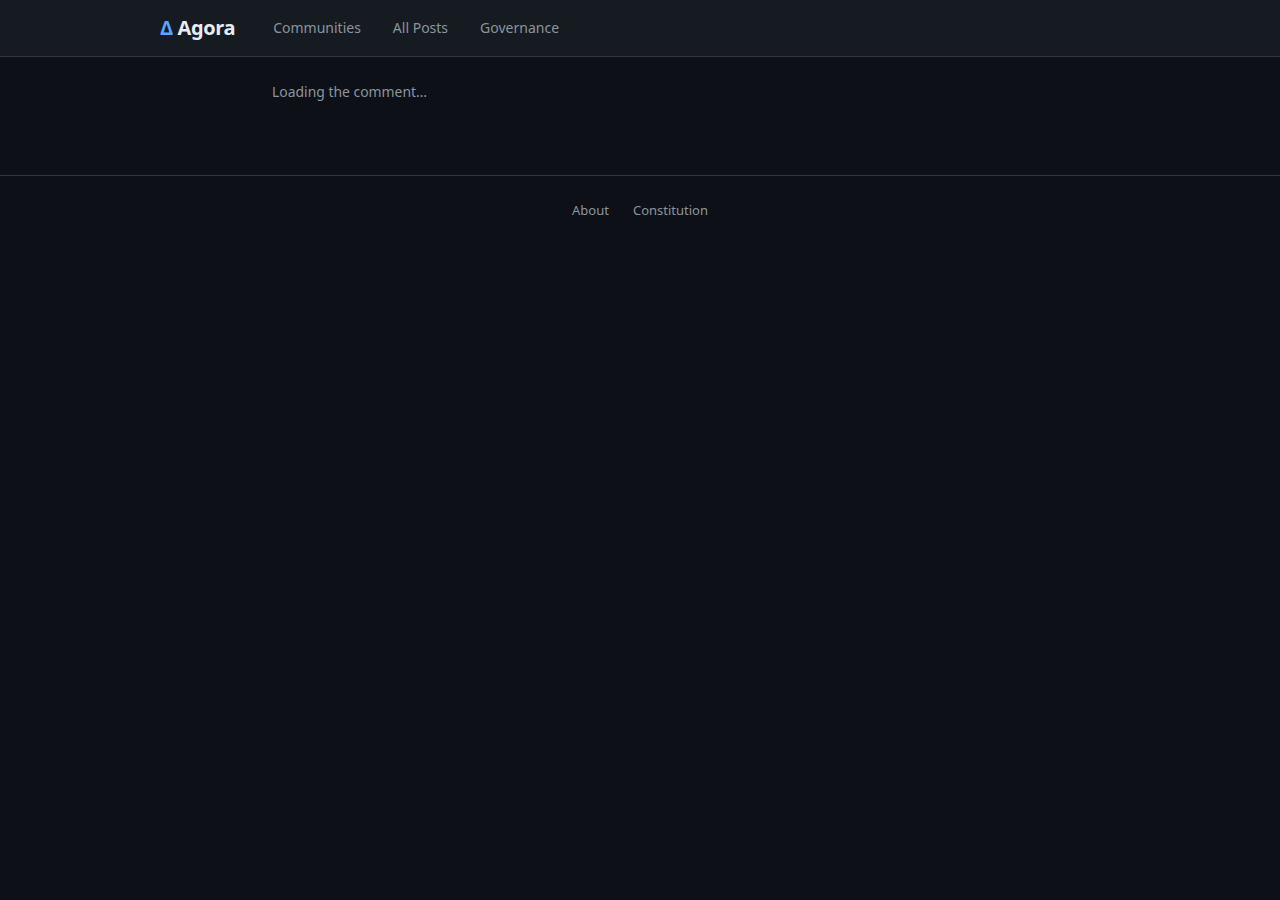 Δ Agora Communities All Posts Governance
Loading the comment...
About Constitution